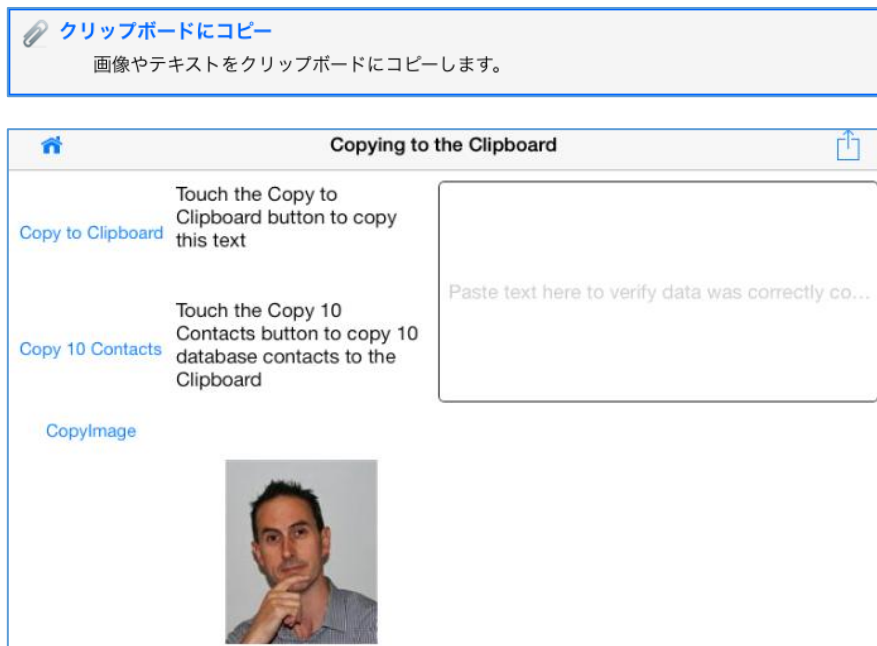 クリップボードにコピー
画像やテキストをクリップボードにコピーします。
Copying to the Clipboard
Copy to Clipboard
Touch the Copy to
Clipboard button to copy
this text
Paste text here to verify data was correctly co...
Copy 10 Contacts
Touch the Copy 10
Contacts button to copy 10
database contacts to the
Clipboard
CopyImage